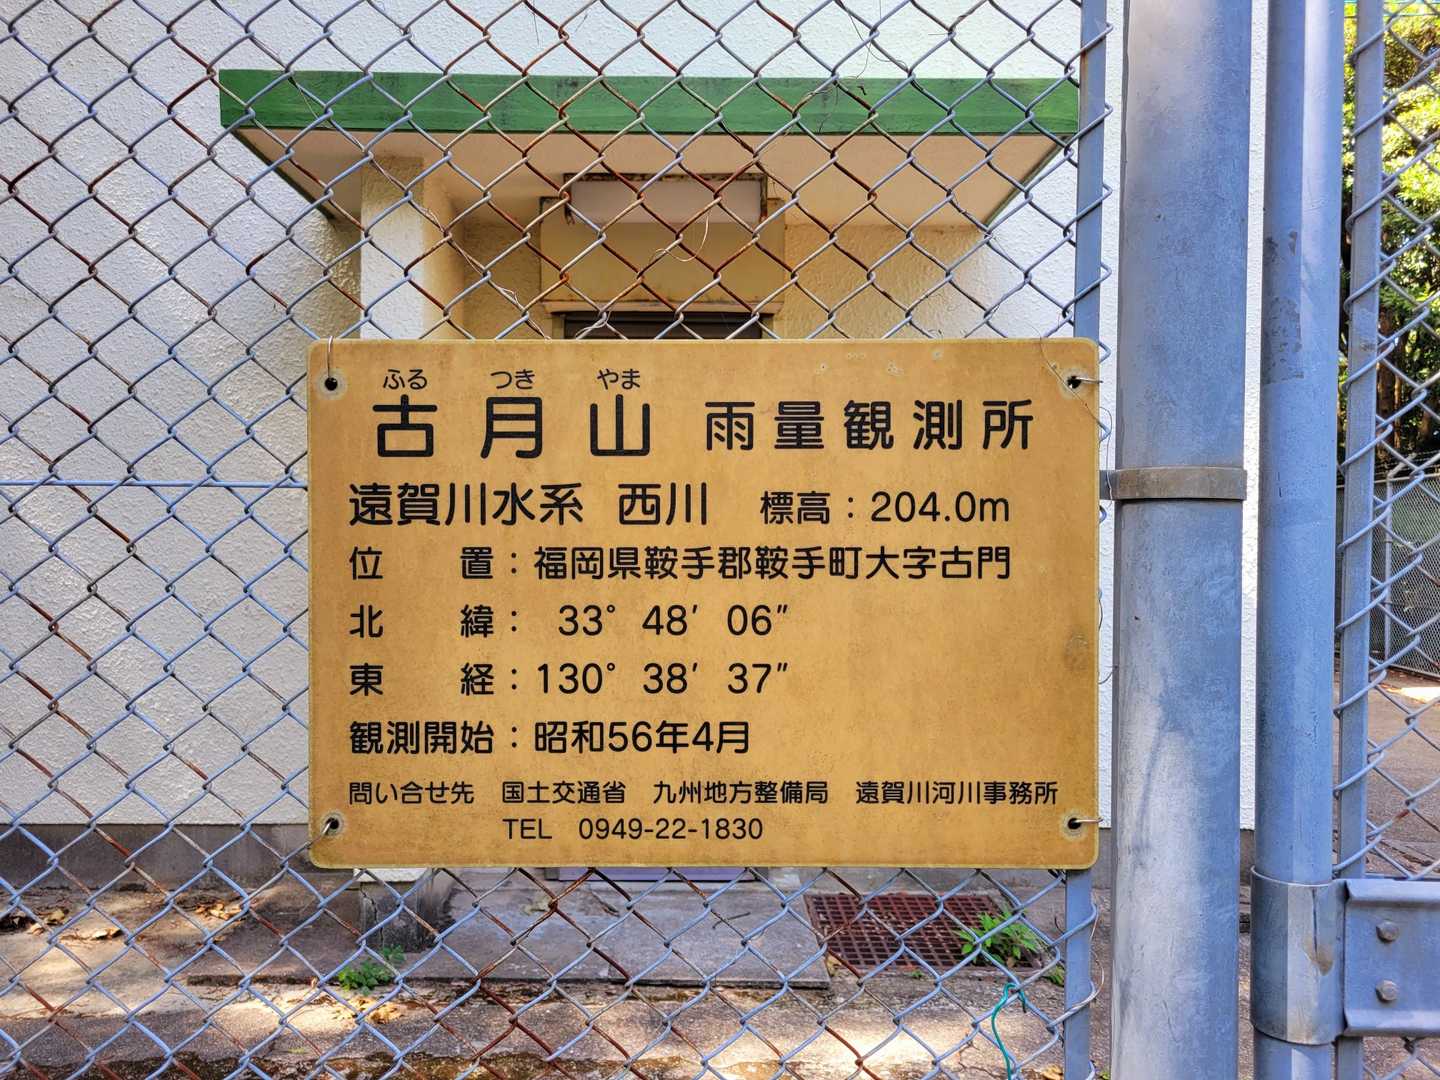 ふる つき やま
古月山 雨量観測所
遠賀川水系 西川 標高：204.0m
位置：福岡県鞍手郡鞍手町大字古門
北緯： 33°48′06″
東経：130°38′37″
観測開始：昭和56年4月
問い合せ先 国土交通省 九州地方整備局 遠賀川河川事務所
TEL 0949-22-1830